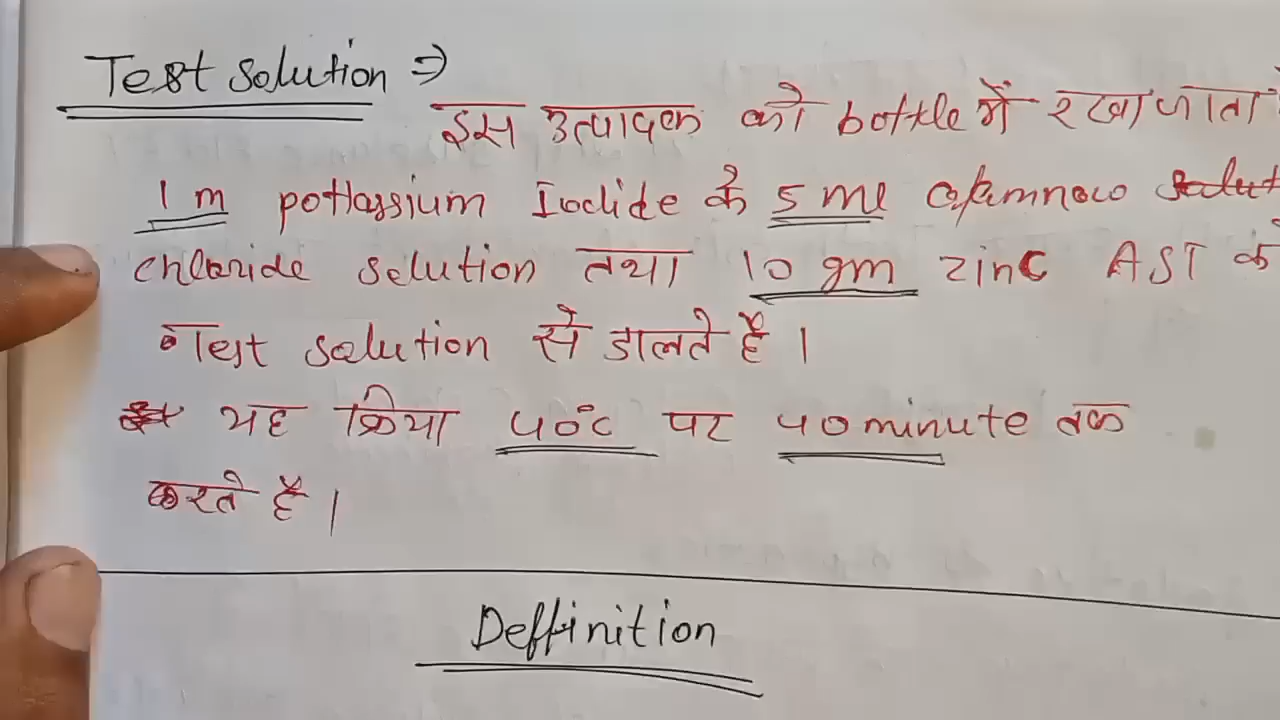 Test solution ⇒
इस उत्पादक को bottle में रखा जाता
1 m pottassium Iodide के 5 ml
chloride solution तथा 10 gm zinc AST के
Test solution से डालते हैं।
यह क्रिया 40°c पर 40 minute तक
करते हैं।
Deffinition